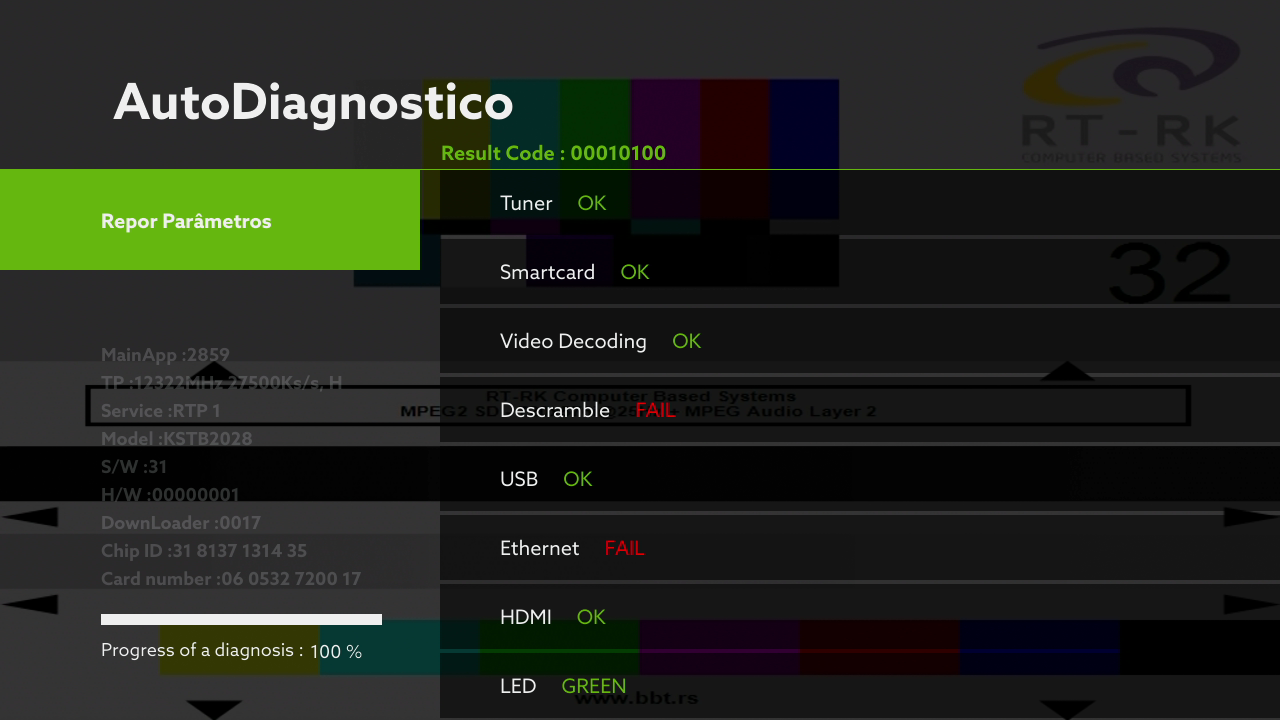 AutoDiagnostico
RT-RK
COMPUTER BASED SYSTEMS
Result Code : 00010100
Repor Parâmetros
Tuner OK
Smartcard OK
32
Video Decoding OK
MainApp :2859
TP :12322MHz 27500Ks/s, H
Service :RTP 1
Model :KSTB2028
S/W :31
H/W :00000001
DownLoader :0017
Chip ID :31 8137 1314 35
Card number :06 0532 7200 17
RT-RK Computer Based Systems
MPEG2 SD 25 MPEG Audio Layer 2
Descramble FAIL
USB OK
Ethernet FAIL
HDMI OK
Progress of a diagnosis : 100 %
LED GREEN
www.bbt.rs